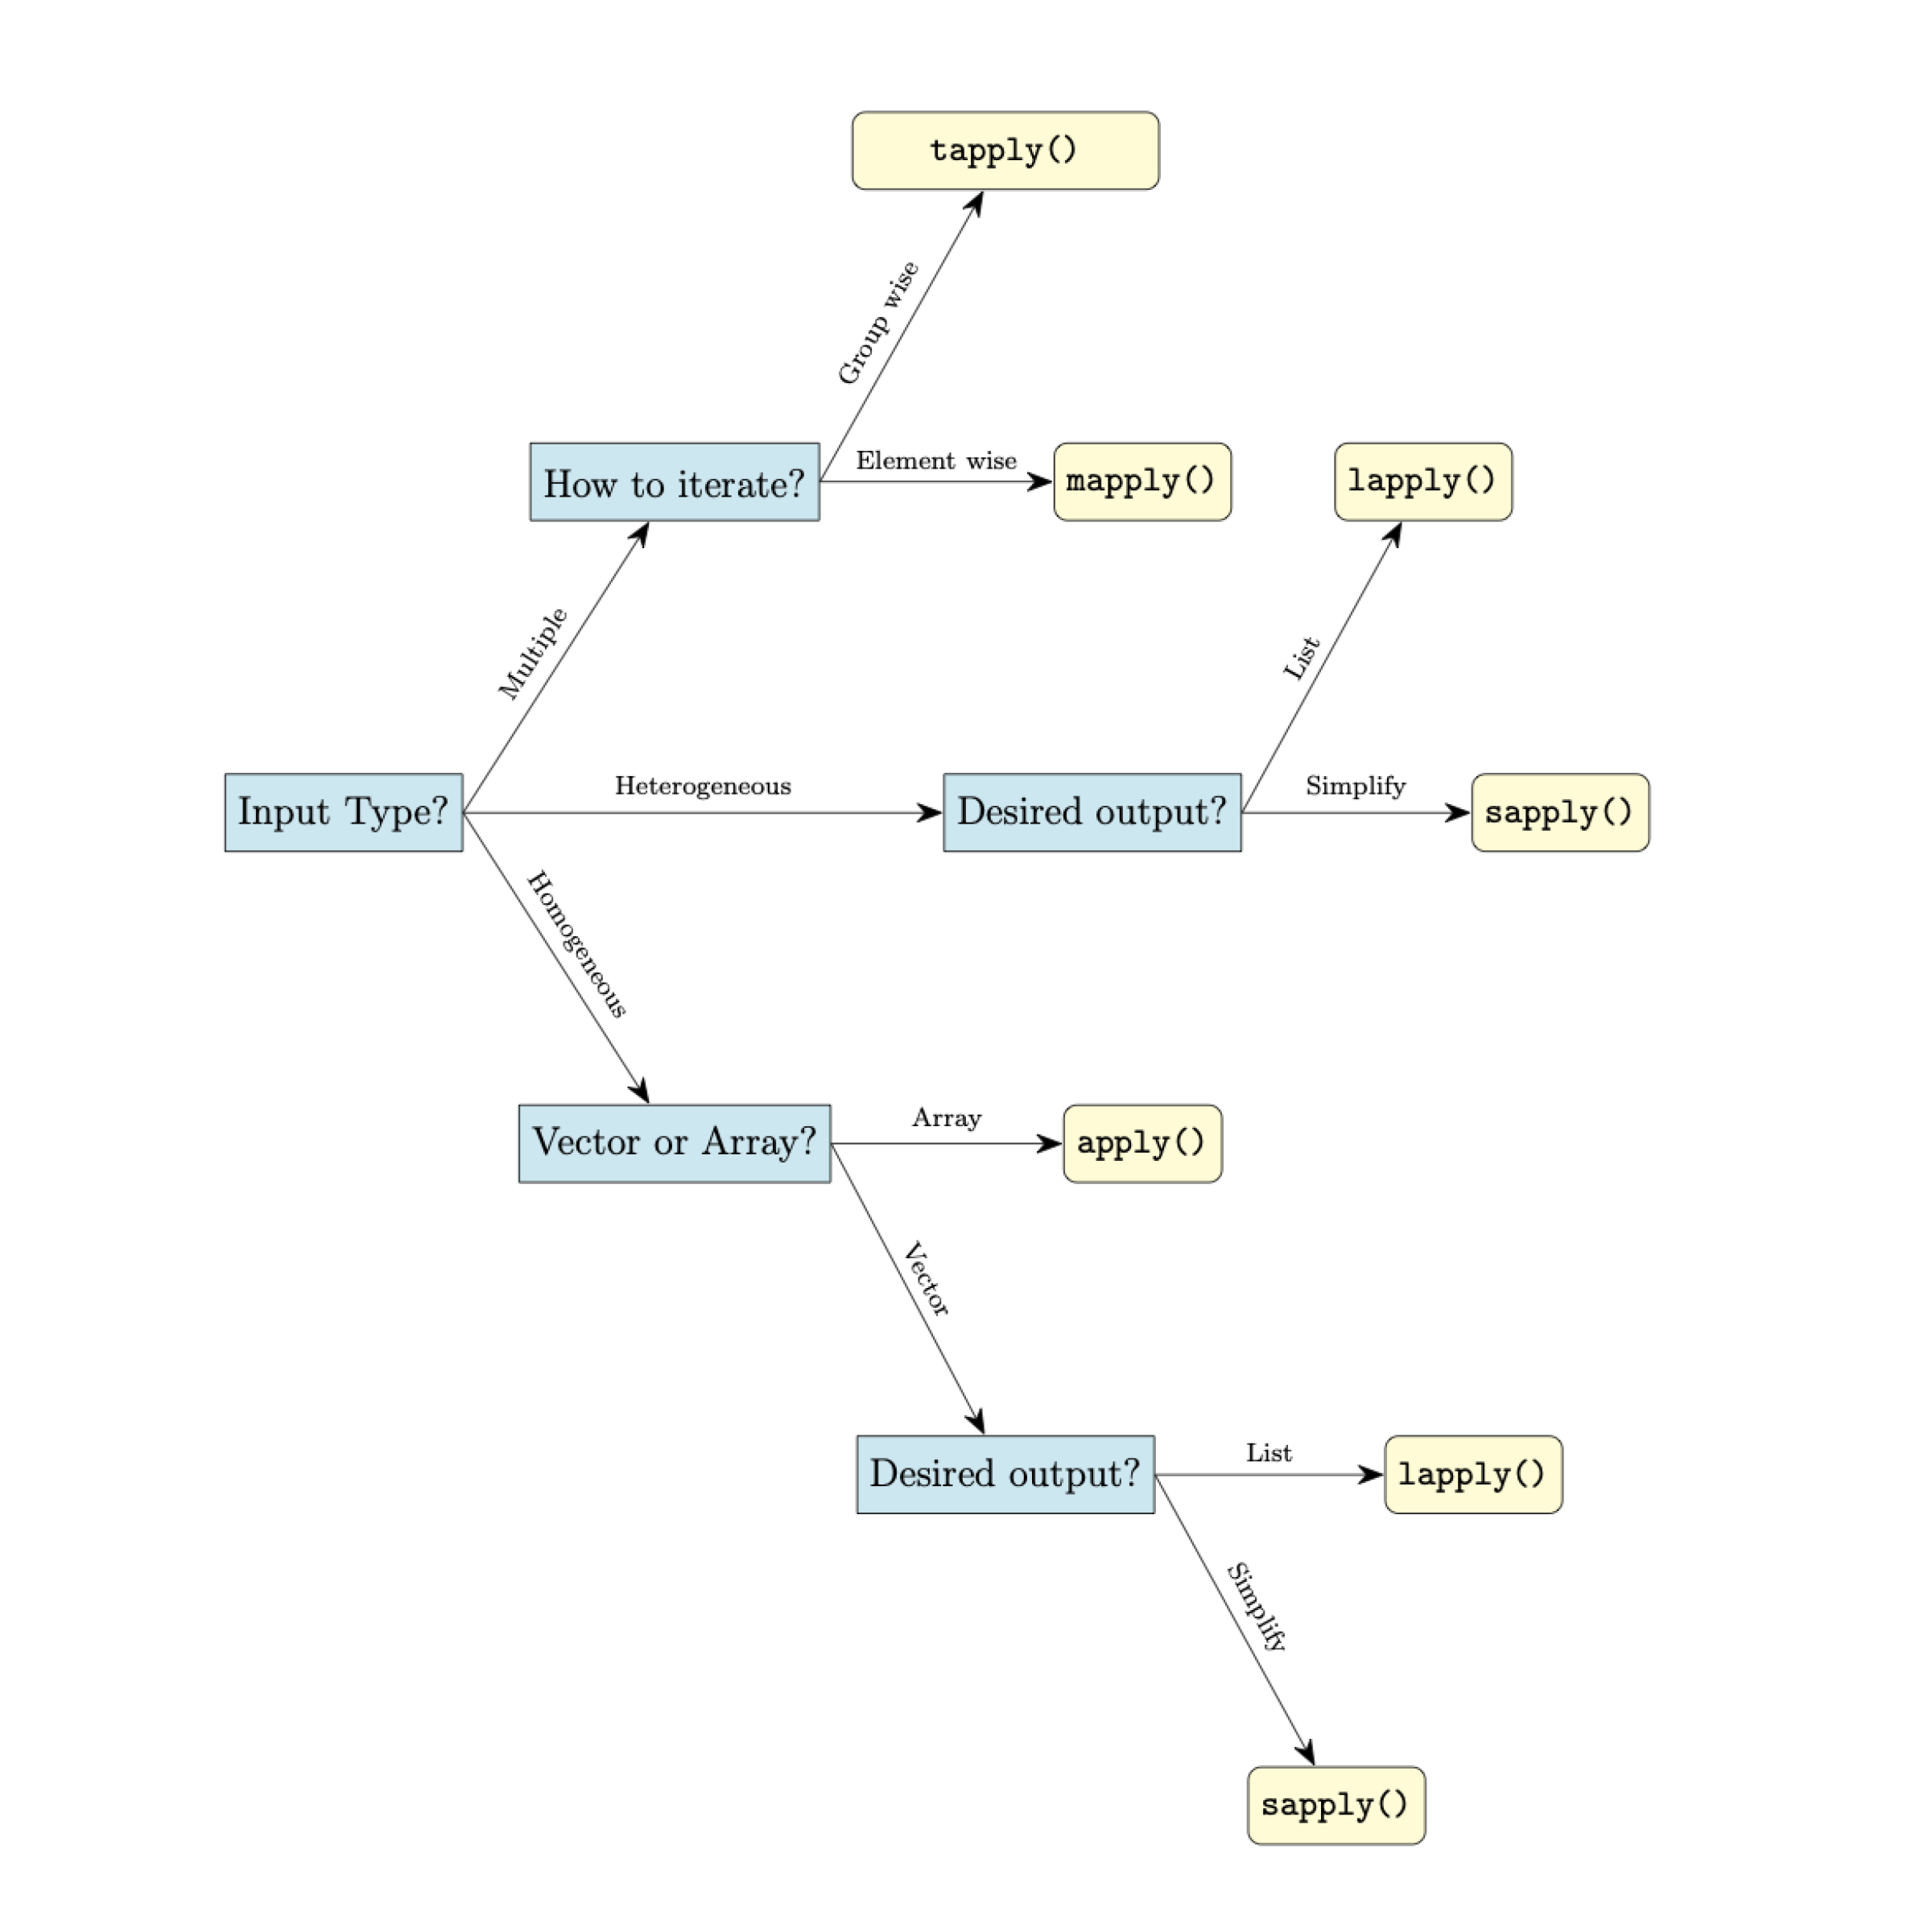 tapply()
Group wise
How to iterate?
Element wise
mapply()
lapply()
Multiple
List
Input Type?
Heterogeneous
Desired output?
Simplify
sapply()
Homogeneous
Vector or Array?
Array
apply()
Vector
Desired output?
List
lapply()
Simplify
sapply()